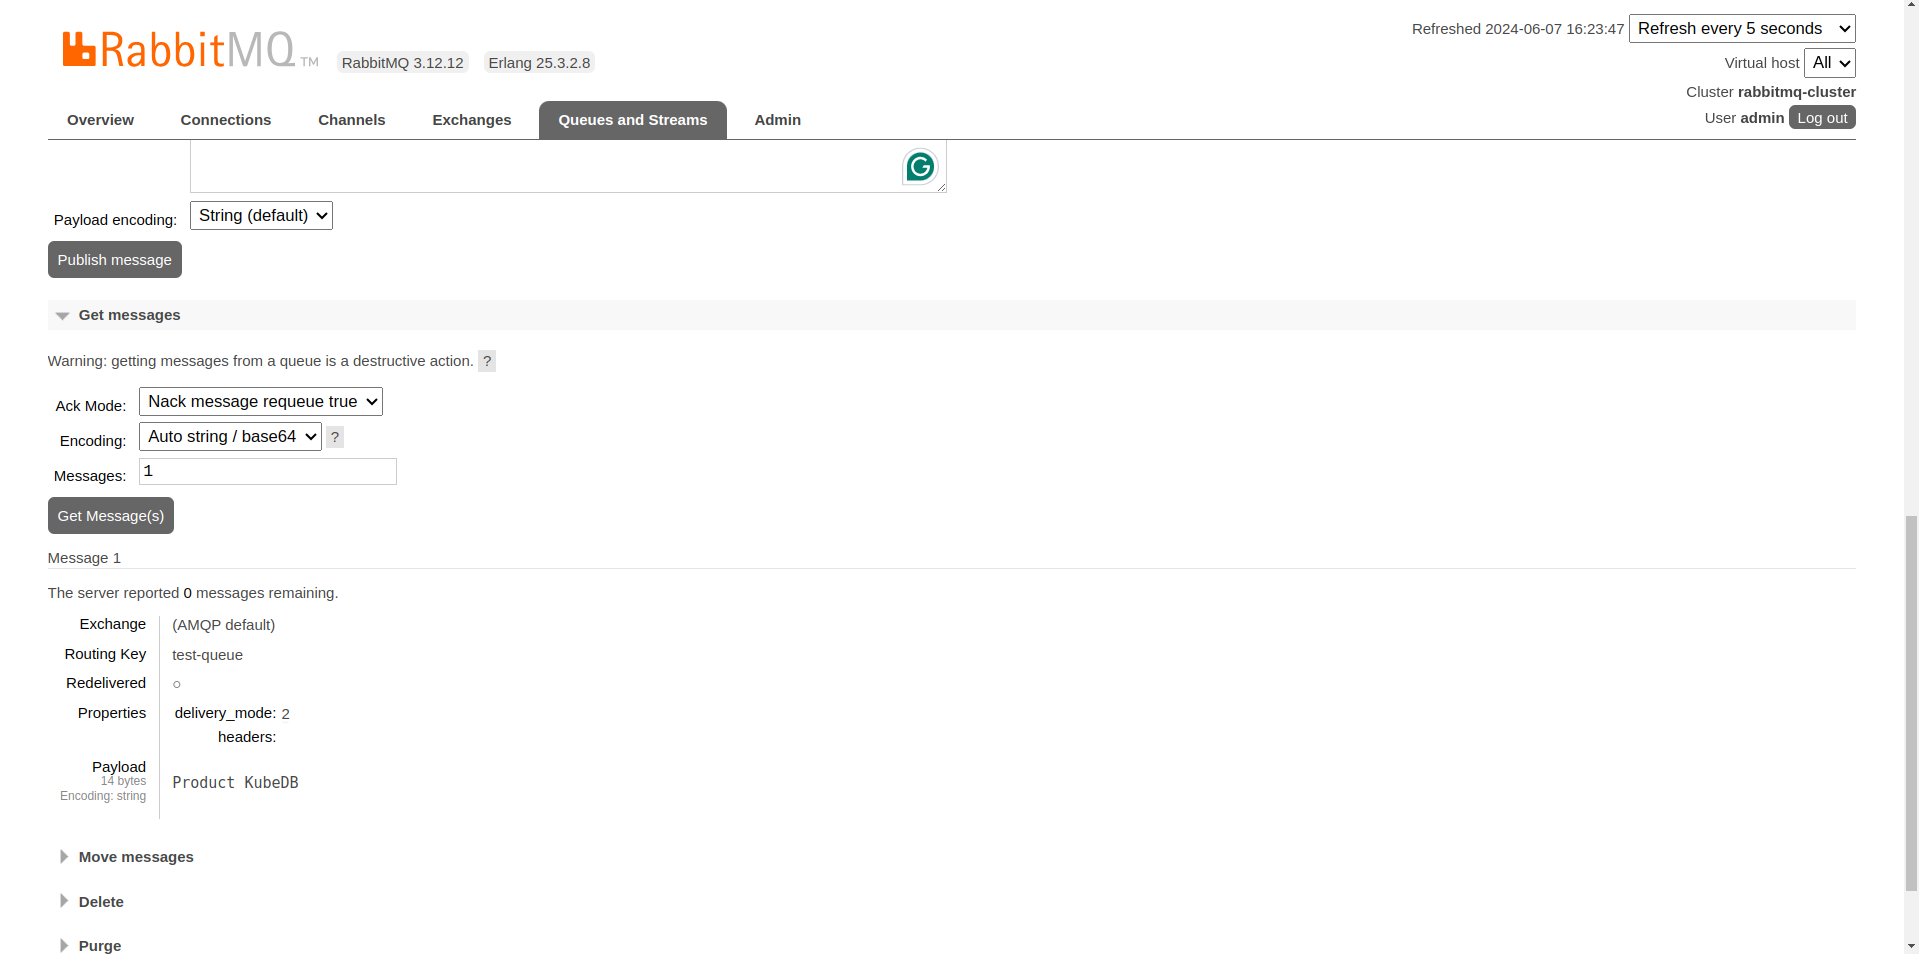 RabbitMQ TM
RabbitMQ 3.12.12
Erlang 25.3.2.8
Refreshed 2024-06-07 16:23:47 Refresh every 5 seconds
Virtual host All
Cluster rabbitmq-cluster
User admin Log out
Overview Connections Channels Exchanges Queues and Streams Admin
Payload encoding: String (default)
Publish message
Get messages
Warning: getting messages from a queue is a destructive action. ?
Ack Mode: Nack message requeue true
Encoding: Auto string / base64 ?
Messages: 1
Get Message(s)
Message 1
The server reported 0 messages remaining.
Exchange (AMQP default)
Routing Key test-queue
Redelivered ○
Properties delivery_mode: 2
headers:
Payload
14 bytes
Encoding: string
Product KubeDB
Move messages
Delete
Purge